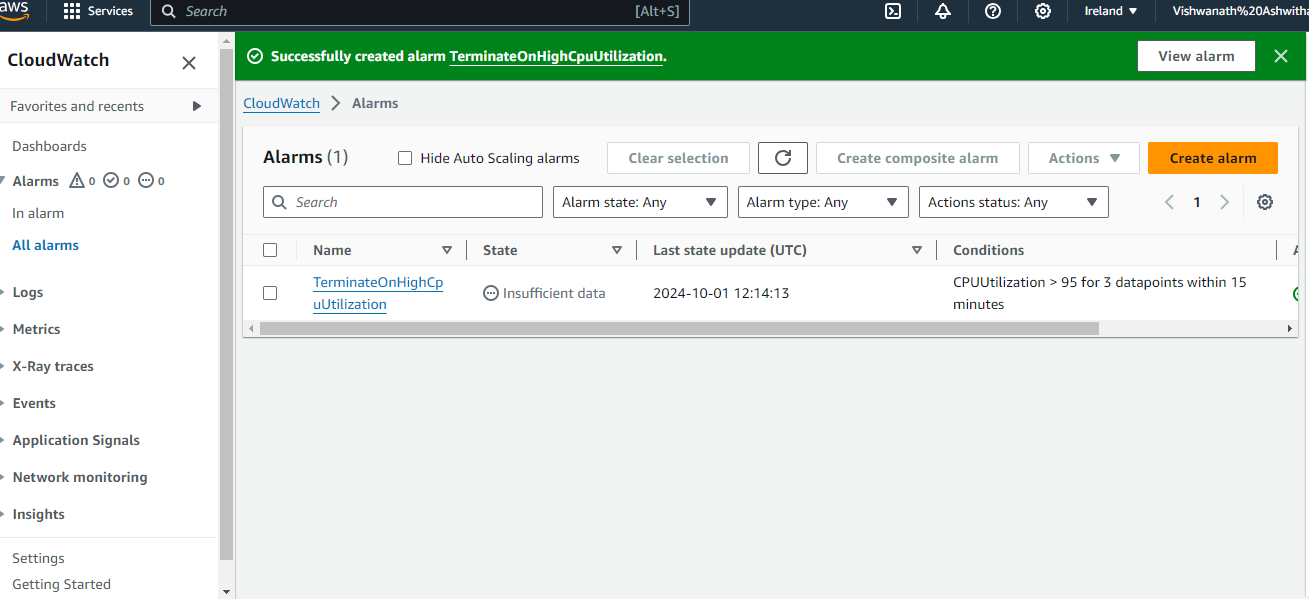 aws
Services
Search
[Alt+S]
Ireland
CloudWatch
Favorites and recents
Dashboards
Alarms 0 0 0
In alarm
All alarms
Logs
Metrics
X-Ray traces
Events
Application Signals
Network monitoring
Insights
Settings
Getting Started
Successfully created alarm TerminateOnHighCpuUtilization.
View alarm
CloudWatch
Alarms
Alarms (1)
Hide Auto Scaling alarms
Clear selection
Create composite alarm
Actions
Create alarm
Search
Alarm state: Any
Alarm type: Any
Actions status: Any
1
Name
State
Last state update (UTC)
Conditions
TerminateOnHighCp
uUtilization
Insufficient data
2024-10-01 12:14:13
CPUUtilization > 95 for 3 datapoints within 15
minutes